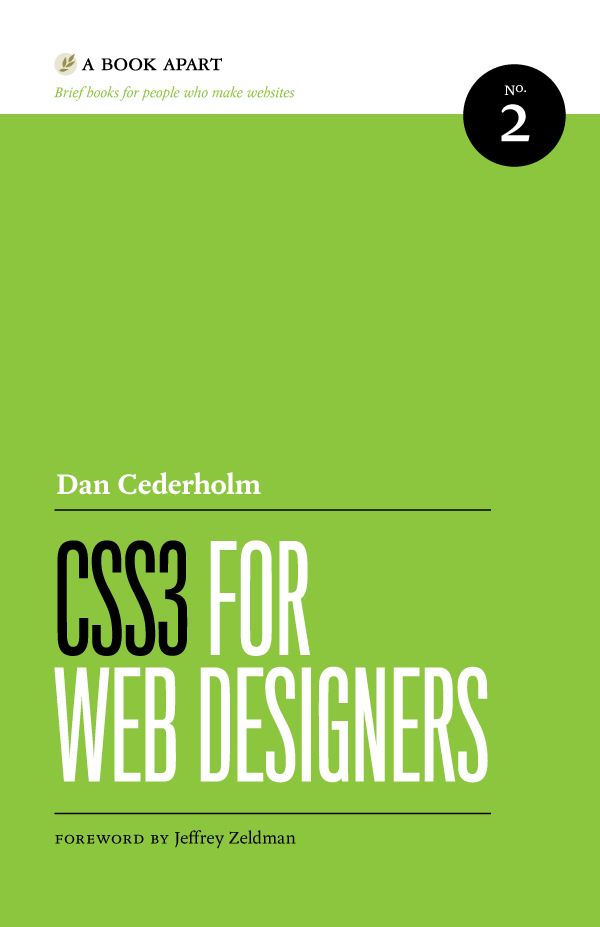 A BOOK APART
Brief books for people who make websites
No.
2
Dan Cederholm
CSS3 FOR
WEB DESIGNERS
FOREWORD BY Jeffrey Zeldman